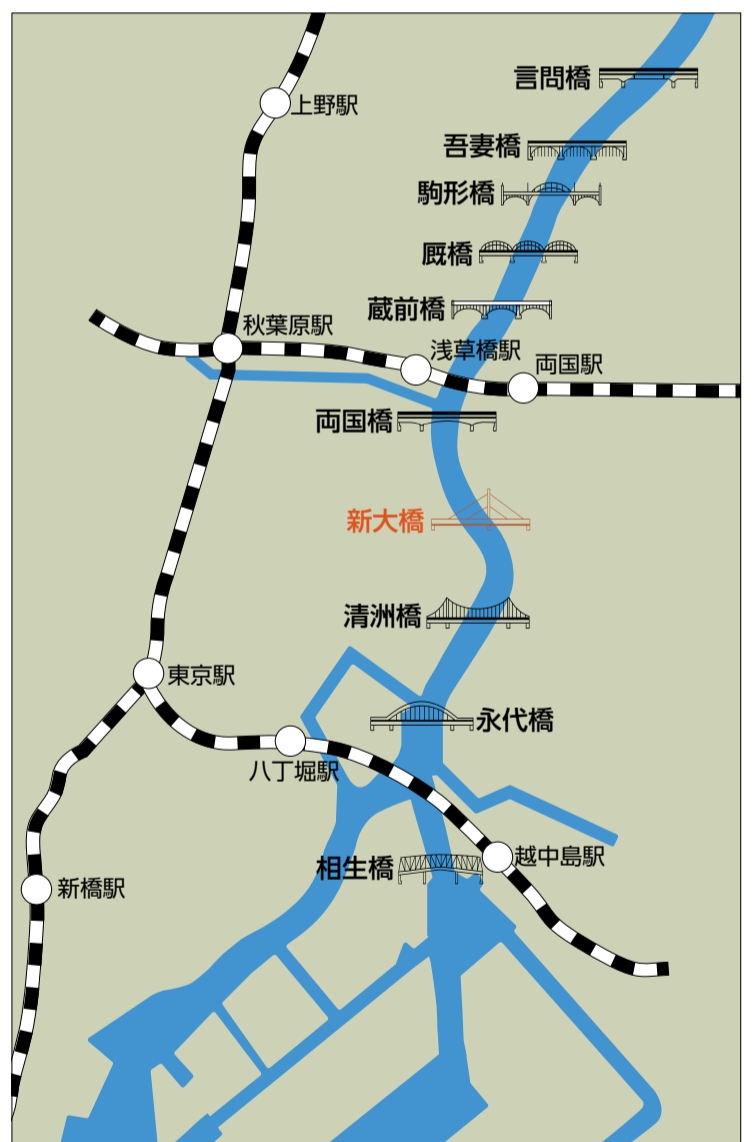 言問橋
上野駅
吾妻橋
駒形橋
厩橋
蔵前橋
秋葉原駅
浅草橋駅
両国駅
両国橋
新大橋
清洲橋
東京駅
永代橋
八丁堀駅
越中島駅
相生橋
新橋駅